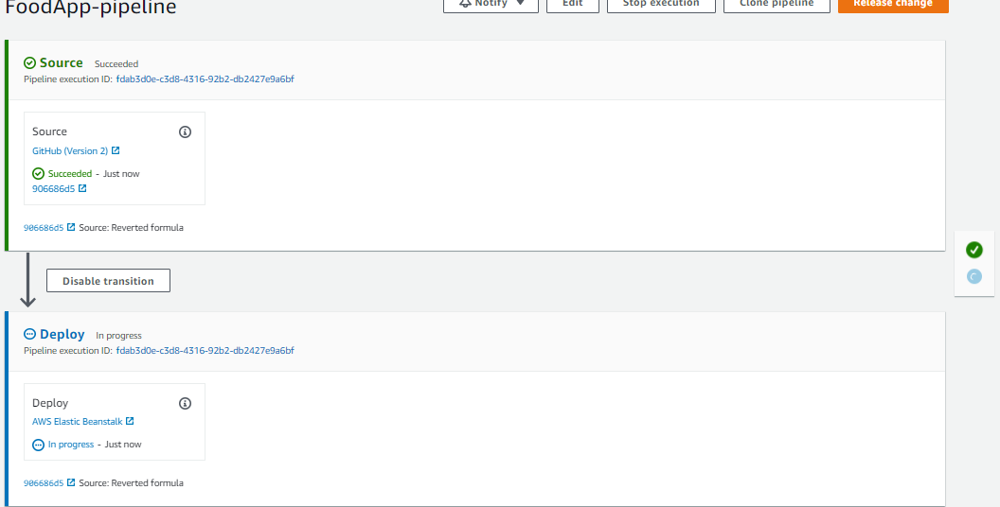 FoodApp-pipeline
Notify
Edit
Stop execution
Clone pipeline
Release change
Source Succeeded
Pipeline execution ID: fdab3d0e-c3d8-4316-92b2-db2427e9a6bf
Source
GitHub (Version 2)
Succeeded - Just now
906686d5
906686d5 Source: Reverted formula
Disable transition
Deploy In progress
Pipeline execution ID: fdab3d0e-c3d8-4316-92b2-db2427e9a6bf
Deploy
AWS Elastic Beanstalk
In progress - Just now
906686d5 Source: Reverted formula